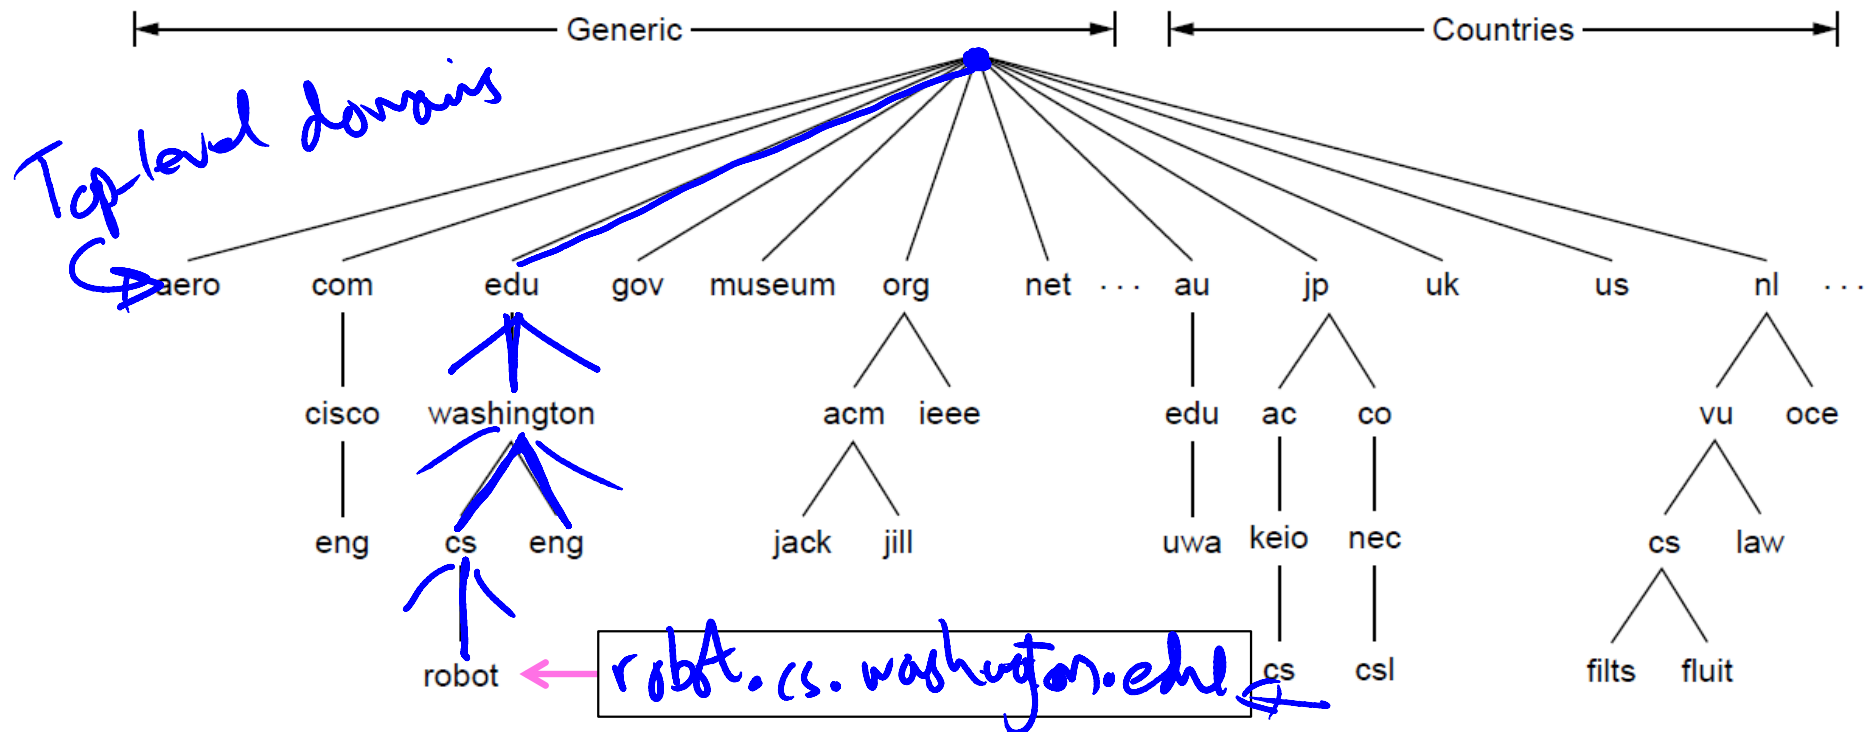 Generic Countries
Top-level domains
aero com edu gov museum org net ... au jp uk us nl ...
cisco washington acm ieee edu ac co vu oce
eng cs eng jack jill uwa keio nec cs law
robot robot.cs.washington.edu cs csl filts fluit